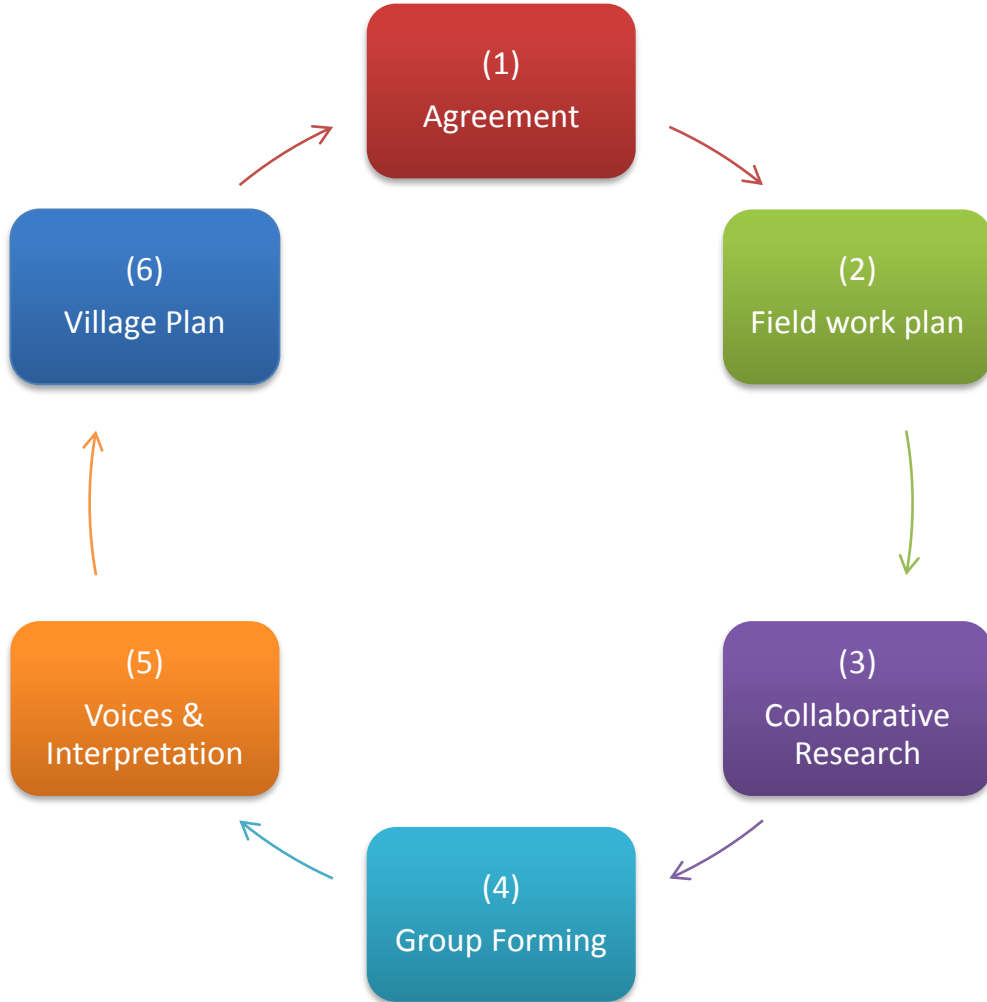 (1)
Agreement
(2)
Field work plan
(3)
Collaborative
Research
(4)
Group Forming
(5)
Voices &
Interpretation
(6)
Village Plan